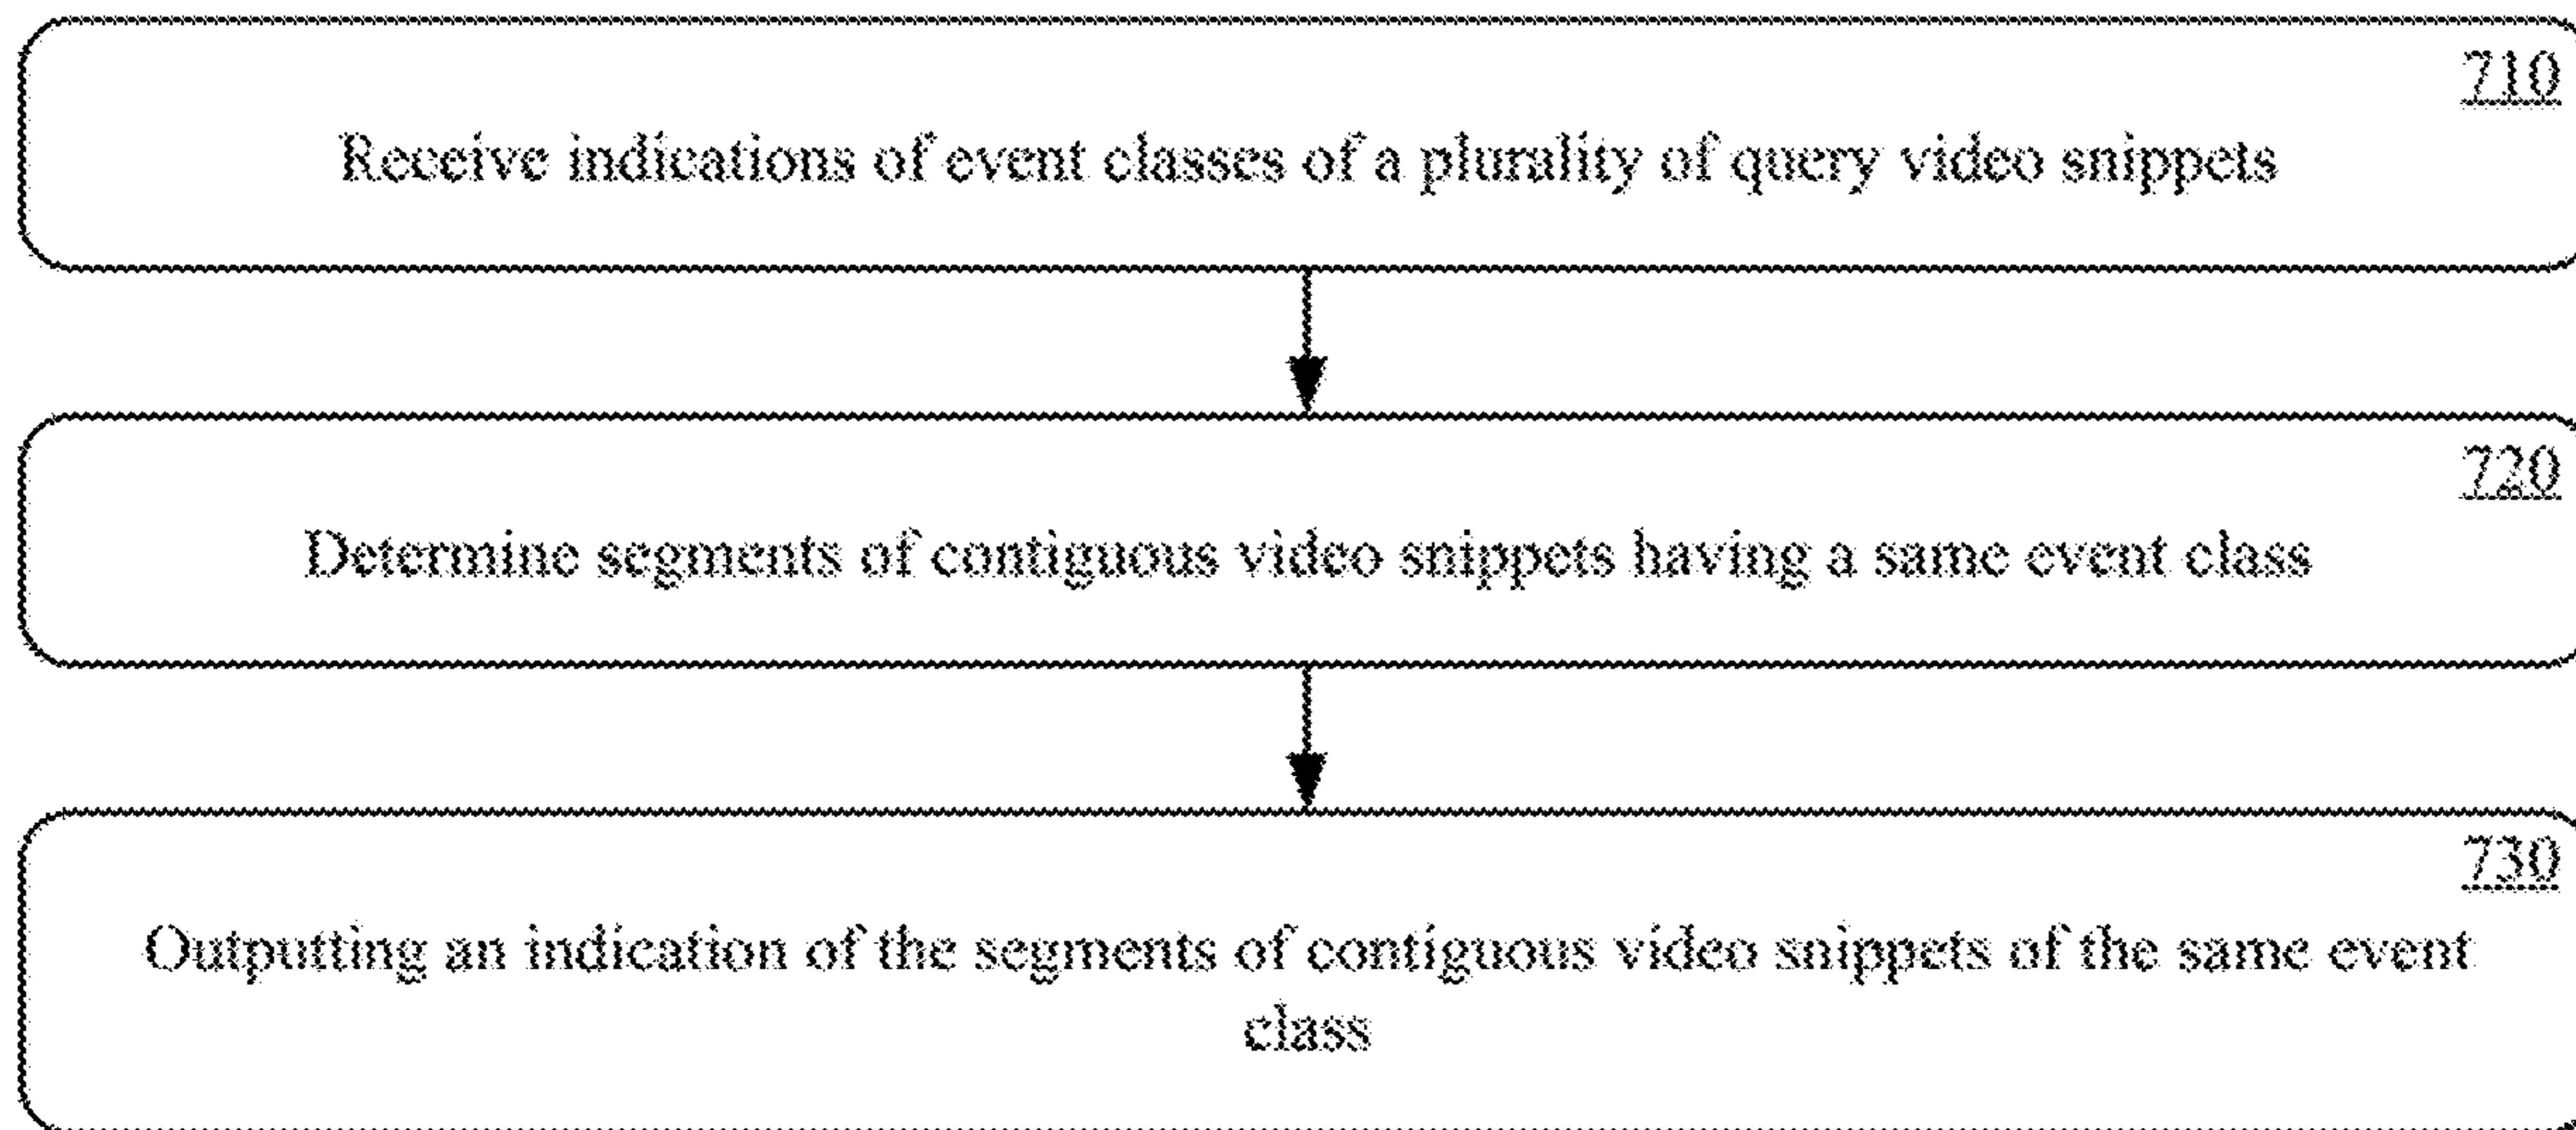 710
Receive indications of event classes of a plurality of query video snippets
720
Determine segments of contiguous video snippets having a same event class
730
Outputting an indication of the segments of contiguous video snippets of the same event
class